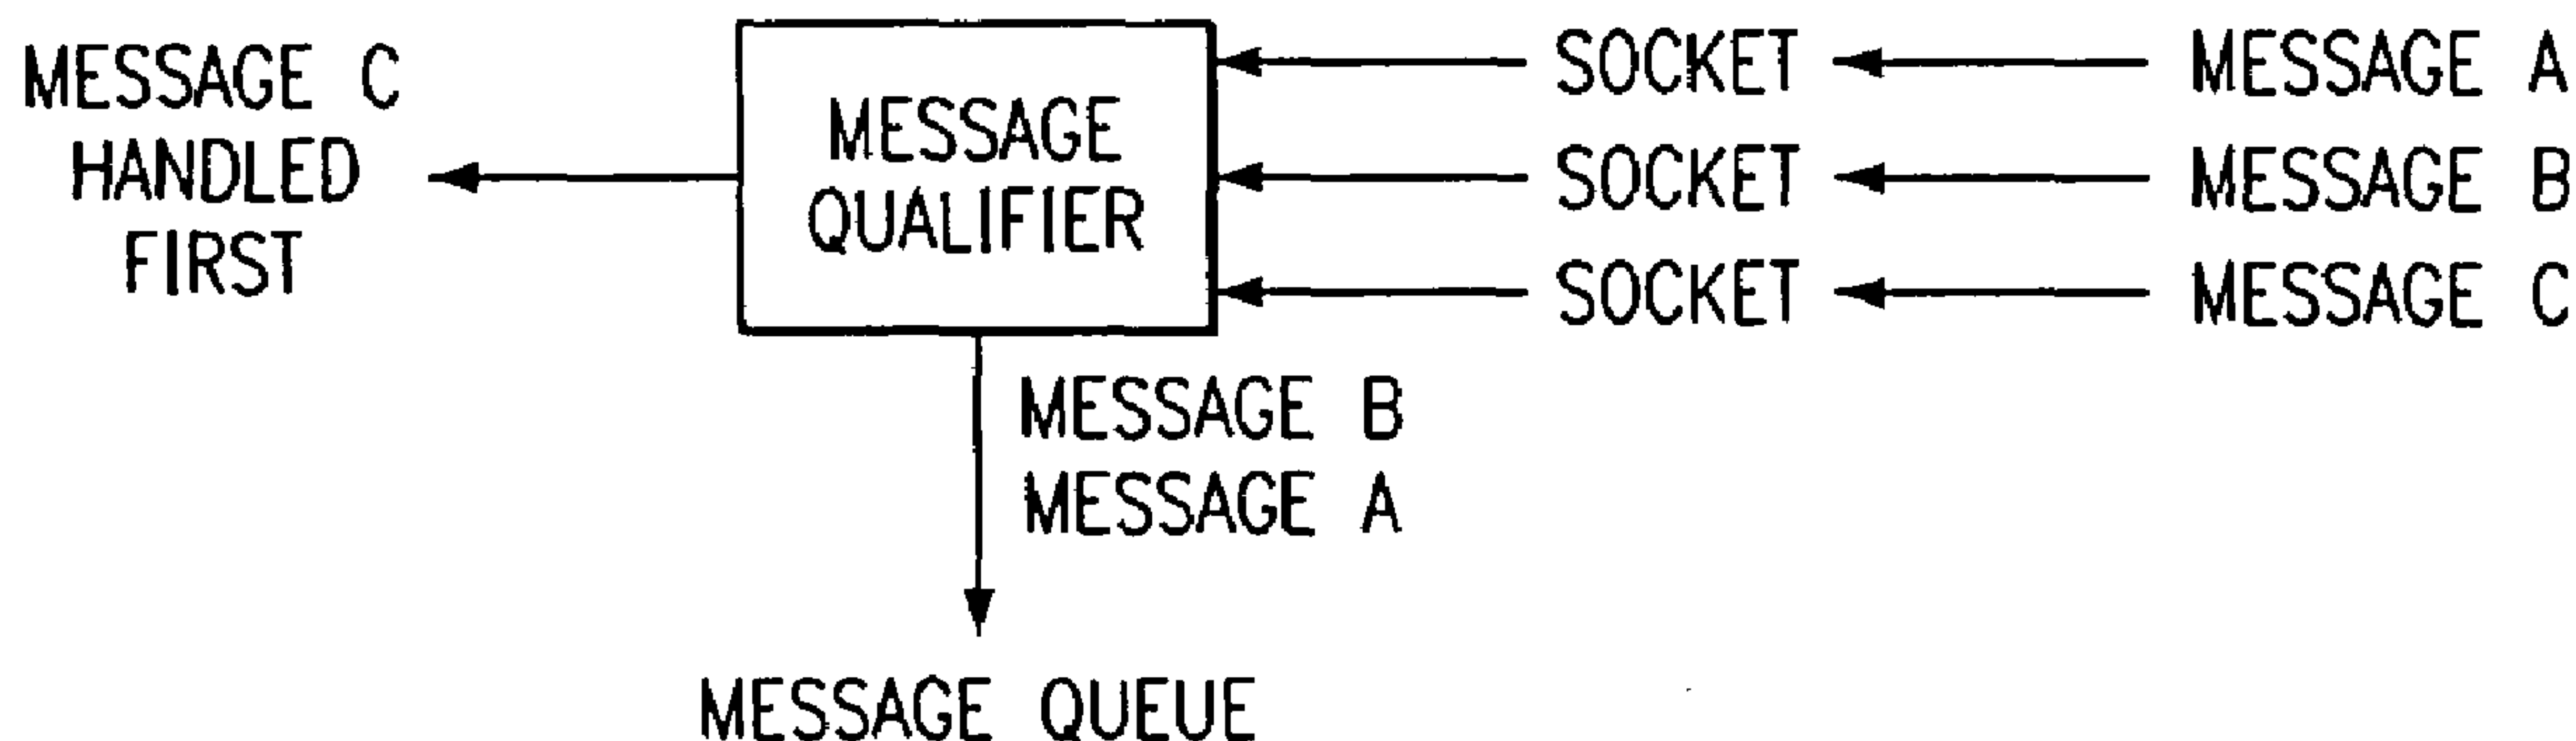 MESSAGE C
HANDLED
FIRST
MESSAGE
QUALIFIER
SOCKET
MESSAGE A
SOCKET
MESSAGE B
SOCKET
MESSAGE C
MESSAGE B
MESSAGE A
MESSAGE QUEUE